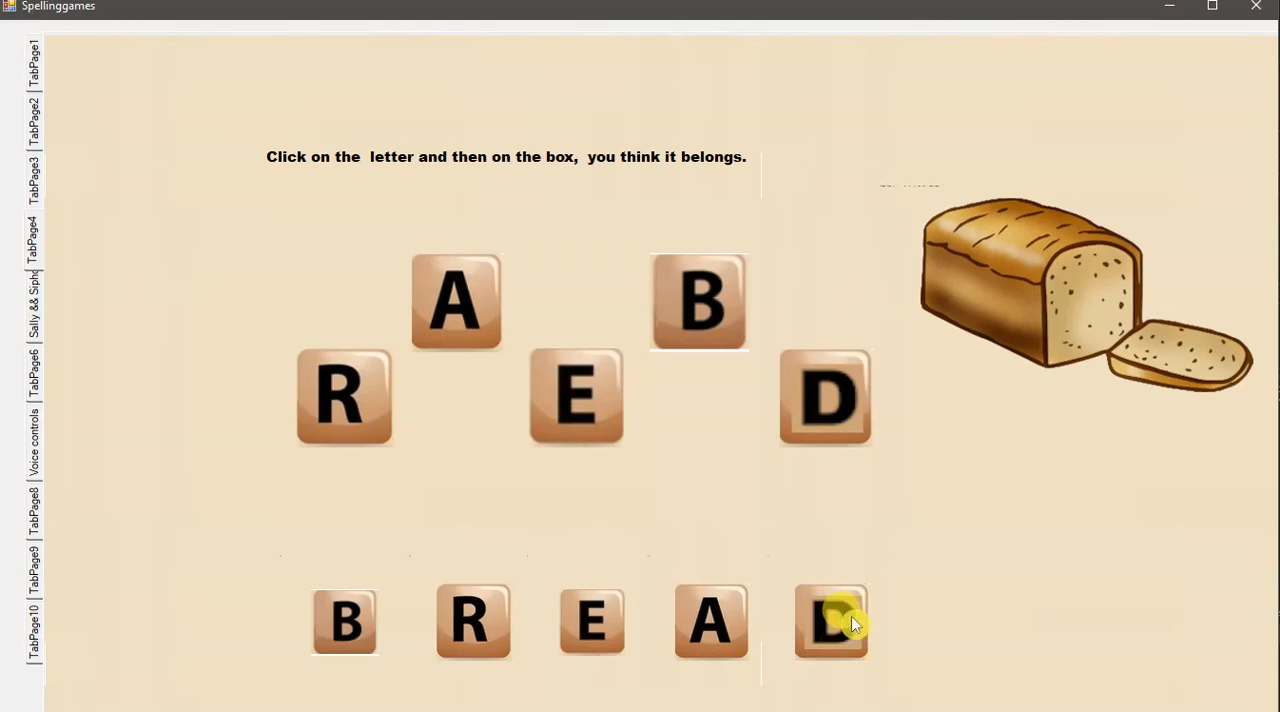 Spellinggames
TabPage1
TabPage2
TabPage3
TabPage4
Sally && Siph
TabPage6
Voice controls
TabPage8
TabPage9
TabPage10
Click on the  letter and then on the box,  you think it belongs.
A B
R E D
B R E A D